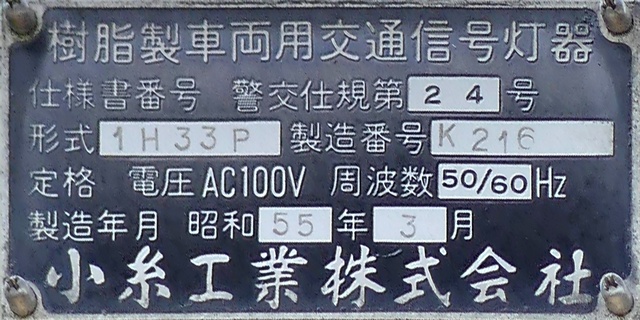 樹脂製車両用交通信号灯器
仕様書番号 警交仕規第 24 号
形式 1H33P 製造番号 K216
定格 電圧 AC100V 周波数 50/60 Hz
製造年月 昭和 55 年 3 月
小糸工業株式会社